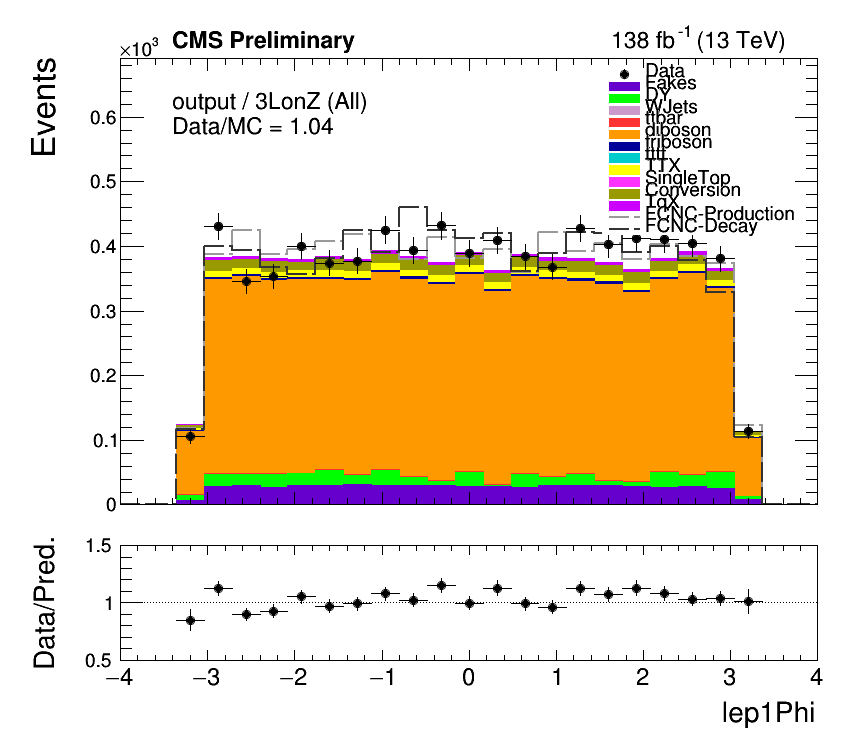 ×10³ CMS Preliminary 138 fb⁻¹ (13 TeV)
Events
output / 3LonZ (All)
Data/MC = 1.04
Data
Fakes
DY
WJets
ttbar
diboson
triboson
tttt
TTX
SingleTop
Conversion
TqX
FCNC-Production
FCNC-Decay
0.6
0.5
0.4
0.3
0.2
0.1
0
Data/Pred.
1.5
1
0.5
−4 −3 −2 −1 0 1 2 3 4
lep1Phi